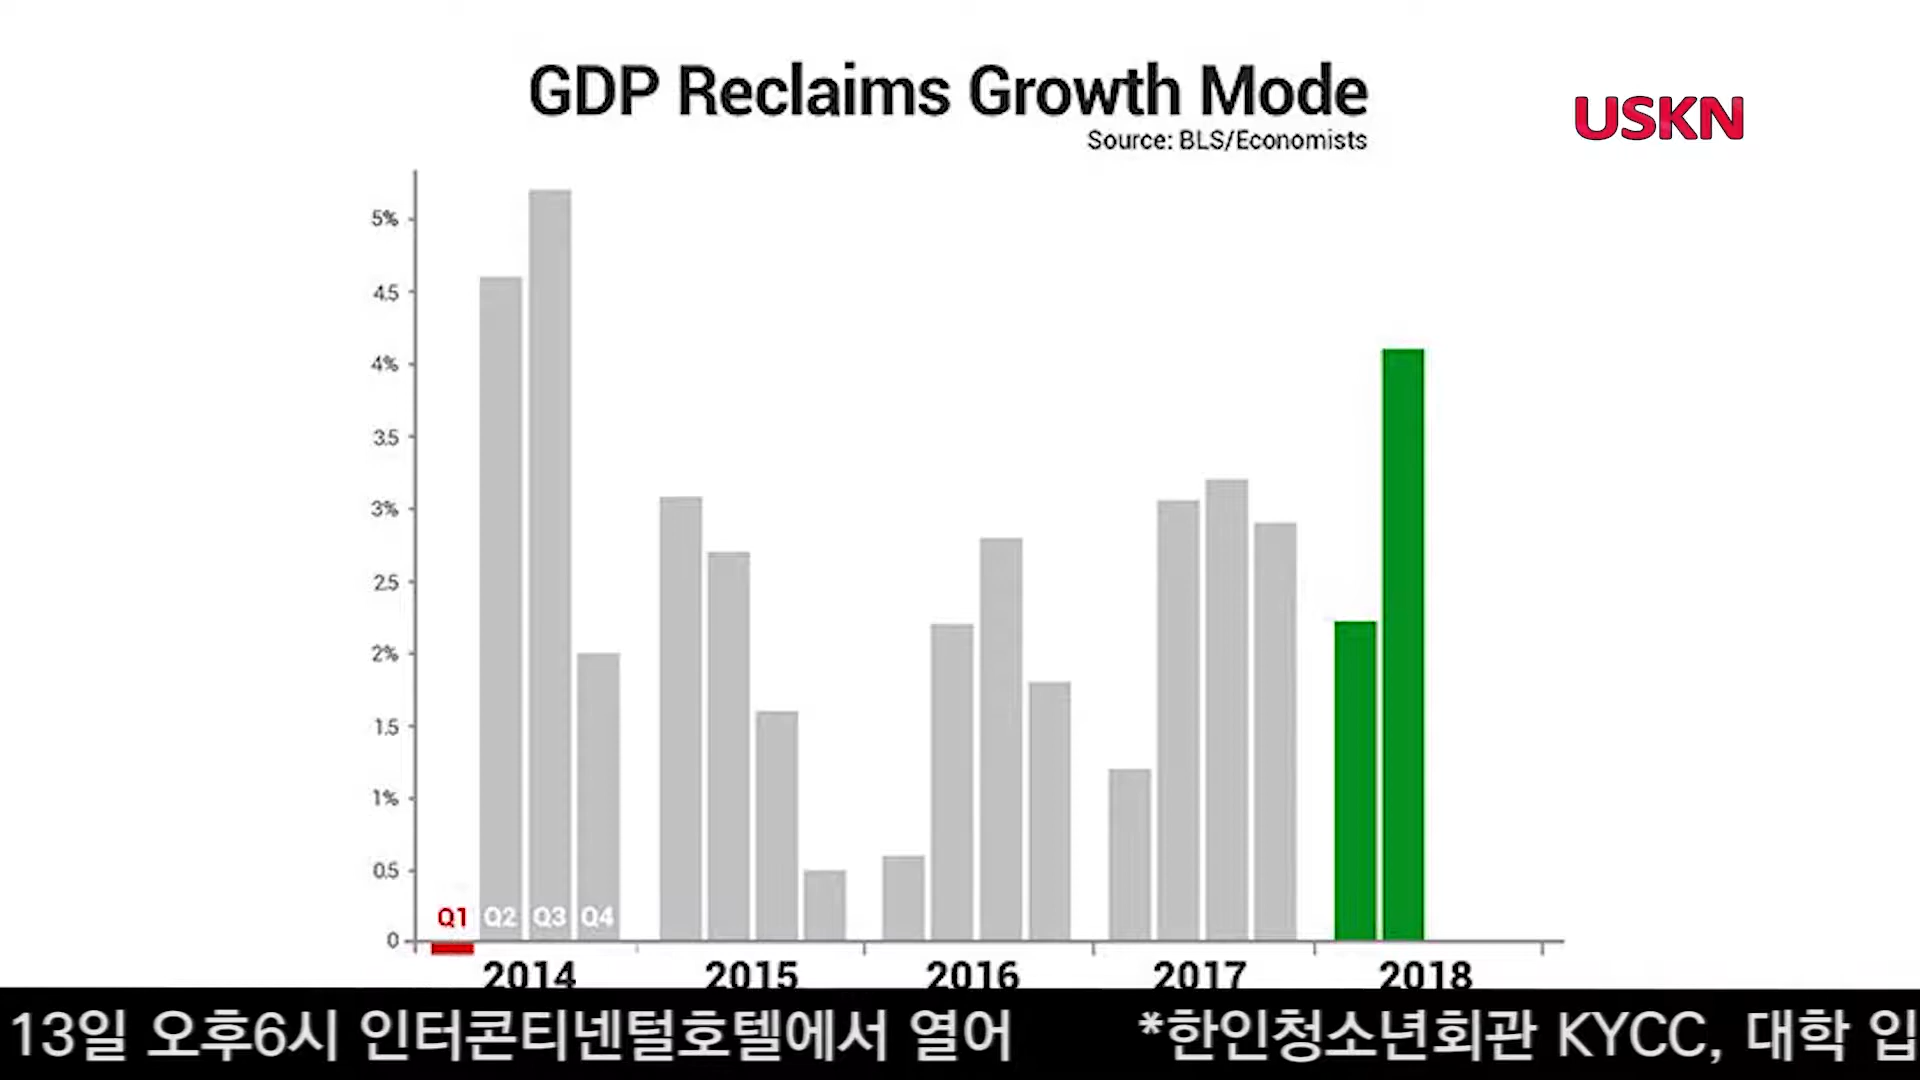 GDP Reclaims Growth Mode
Source: BLS/Economists
USKN
5%
4.5
4%
3.5
3%
2.5
2%
1.5
1%
0.5
0
Q1 Q2 Q3 Q4
2014 2015 2016 2017 2018
13일 오후6시 인터콘티넨털호텔에서 열어 *한인청소년회관 KYCC, 대학 입